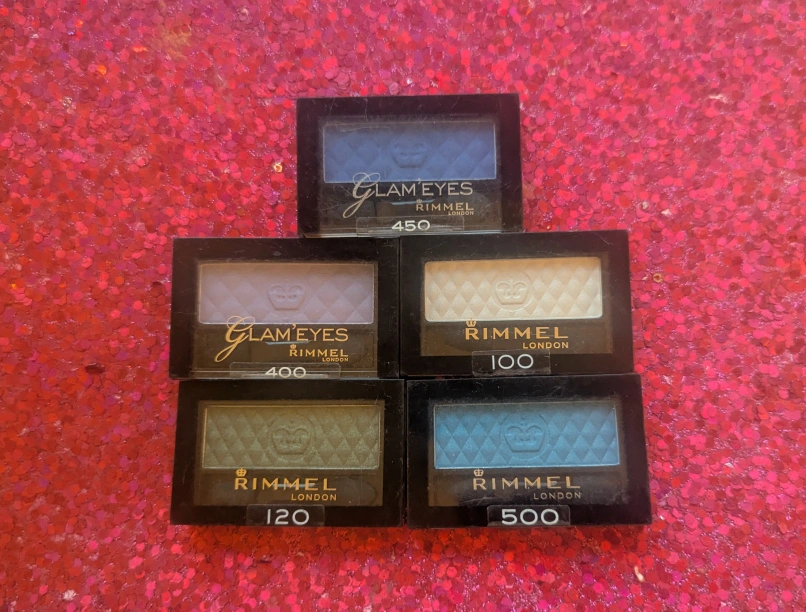 GLAM'EYES
RIMMEL
LONDON
450
GLAM'EYES
RIMMEL
LONDON
400
RIMMEL
LONDON
100
RIMMEL
LONDON
120
RIMMEL
LONDON
500